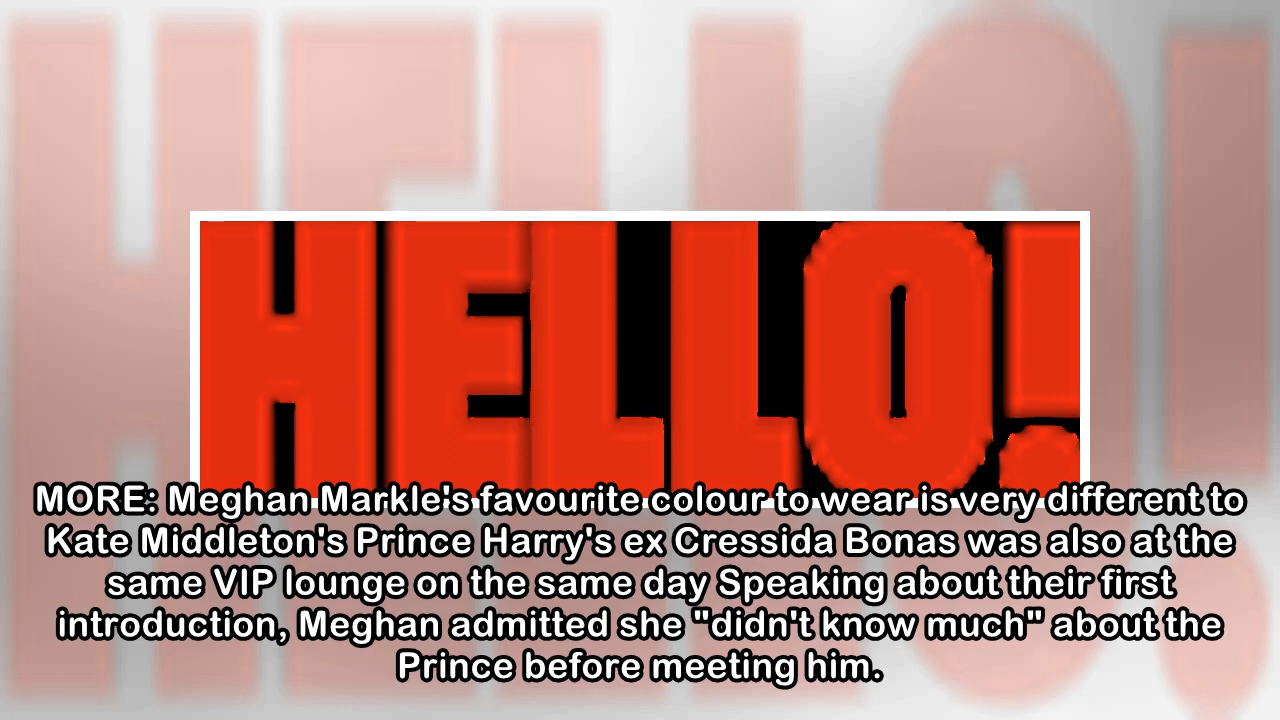 HELLO!
MORE: Meghan Markle's favourite colour to wear is very different to
Kate Middleton's Prince Harry's ex Cressida Bonas was also at the
same VIP lounge on the same day Speaking about their first
introduction, Meghan admitted she "didn't know much" about the
Prince before meeting him.